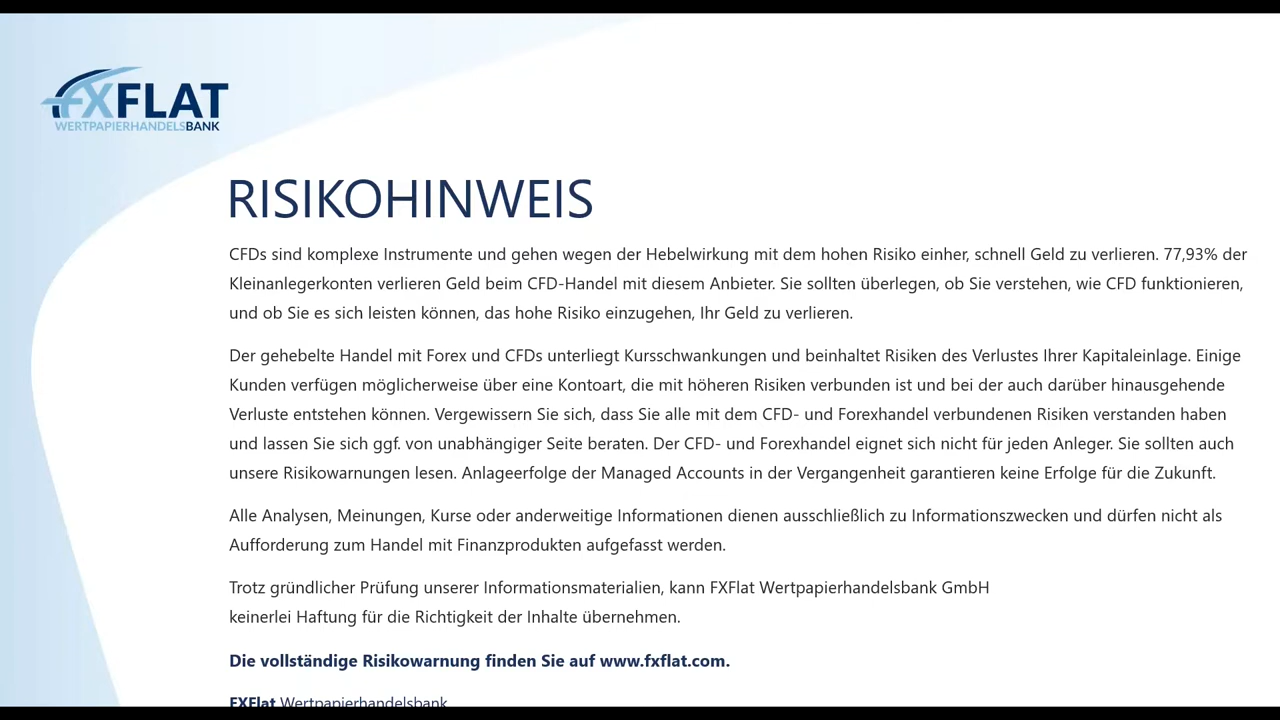 FXFLAT
WERTPAPIERHANDELSBANK
RISIKOHINWEIS
CFDs sind komplexe Instrumente und gehen wegen der Hebelwirkung mit dem hohen Risiko einher, schnell Geld zu verlieren. 77,93% der
Kleinanlegerkonten verlieren Geld beim CFD-Handel mit diesem Anbieter. Sie sollten überlegen, ob Sie verstehen, wie CFD funktionieren,
und ob Sie es sich leisten können, das hohe Risiko einzugehen, Ihr Geld zu verlieren.
Der gehebelte Handel mit Forex und CFDs unterliegt Kursschwankungen und beinhaltet Risiken des Verlustes Ihrer Kapitaleinlage. Einige
Kunden verfügen möglicherweise über eine Kontoart, die mit höheren Risiken verbunden ist und bei der auch darüber hinausgehende
Verluste entstehen können. Vergewissern Sie sich, dass Sie alle mit dem CFD- und Forexhandel verbundenen Risiken verstanden haben
und lassen Sie sich ggf. von unabhängiger Seite beraten. Der CFD- und Forexhandel eignet sich nicht für jeden Anleger. Sie sollten auch
unsere Risikowarnungen lesen. Anlageerfolge der Managed Accounts in der Vergangenheit garantieren keine Erfolge für die Zukunft.
Alle Analysen, Meinungen, Kurse oder anderweitige Informationen dienen ausschließlich zu Informationszwecken und dürfen nicht als
Aufforderung zum Handel mit Finanzprodukten aufgefasst werden.
Trotz gründlicher Prüfung unserer Informationsmaterialien, kann FXFlat Wertpapierhandelsbank GmbH
keinerlei Haftung für die Richtigkeit der Inhalte übernehmen.
Die vollständige Risikowarnung finden Sie auf www.fxflat.com.
FXFlat Wertpapierhandelsbank